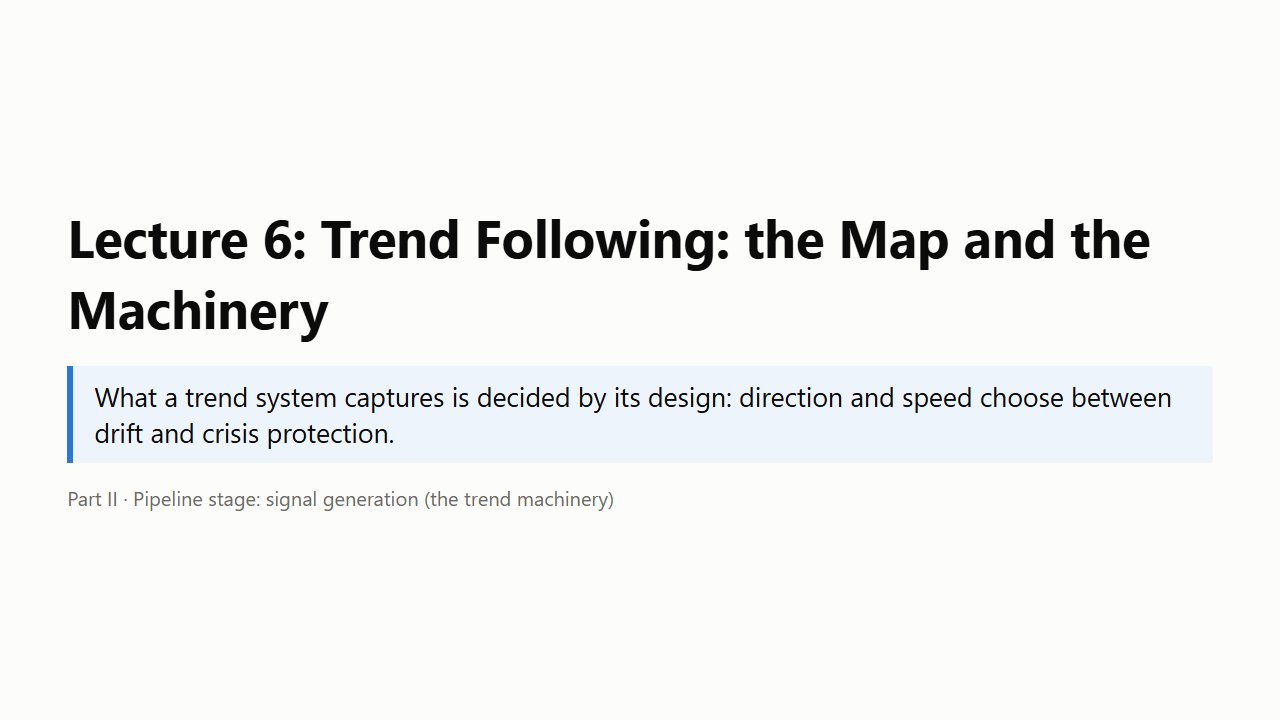 Lecture 6: Trend Following: the Map and the
Machinery
What a trend system captures is decided by its design: direction and speed choose between
drift and crisis protection.
Part II · Pipeline stage: signal generation (the trend machinery)